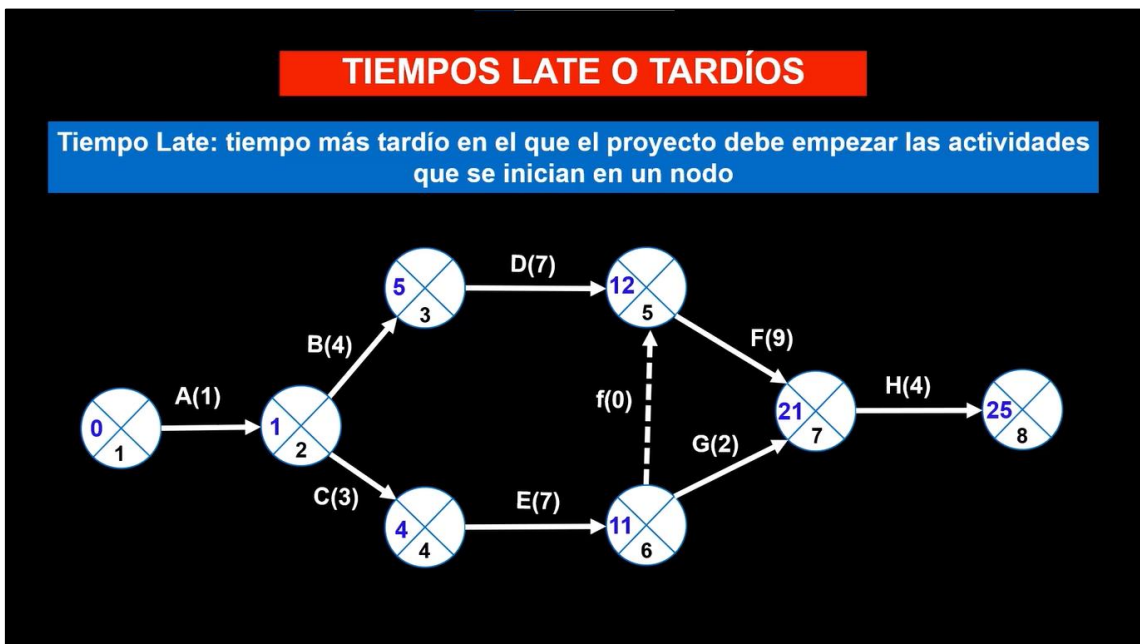 TIEMPOS LATE O TARDÍOS
Tiempo Late: tiempo más tardío en el que el proyecto debe empezar las actividades
que se inician en un nodo
D(7)
5
3
12
5
B(4)
F(9)
A(1)
f(0)
H(4)
0
1
1
2
21
7
25
8
G(2)
C(3)
E(7)
4
4
11
6